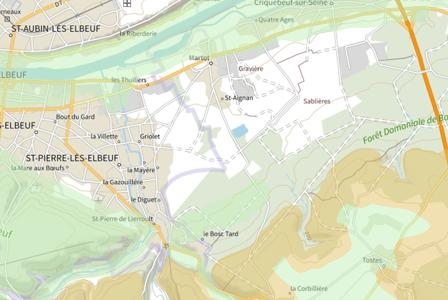 Criquebeuf-sur-Seine
Quatre Ages
ST-AUBIN-LÈS-ELBEUF
la Riberderie
Martot
Gravière
ELBEUF
les Thuilliers
St-Aignan
Sablières
Bout du Gard
S-ELBEUF
la Villette
Griolet
Forêt Domaniale de Bo
ST-PIERRE-LÈS-ELBEUF
la Mare aux Bœufs
la Mayère
la Gazouillère
le Diguet
St-Pierre de Lierroult
le Bosc Tard
Tostes
la Corbillière